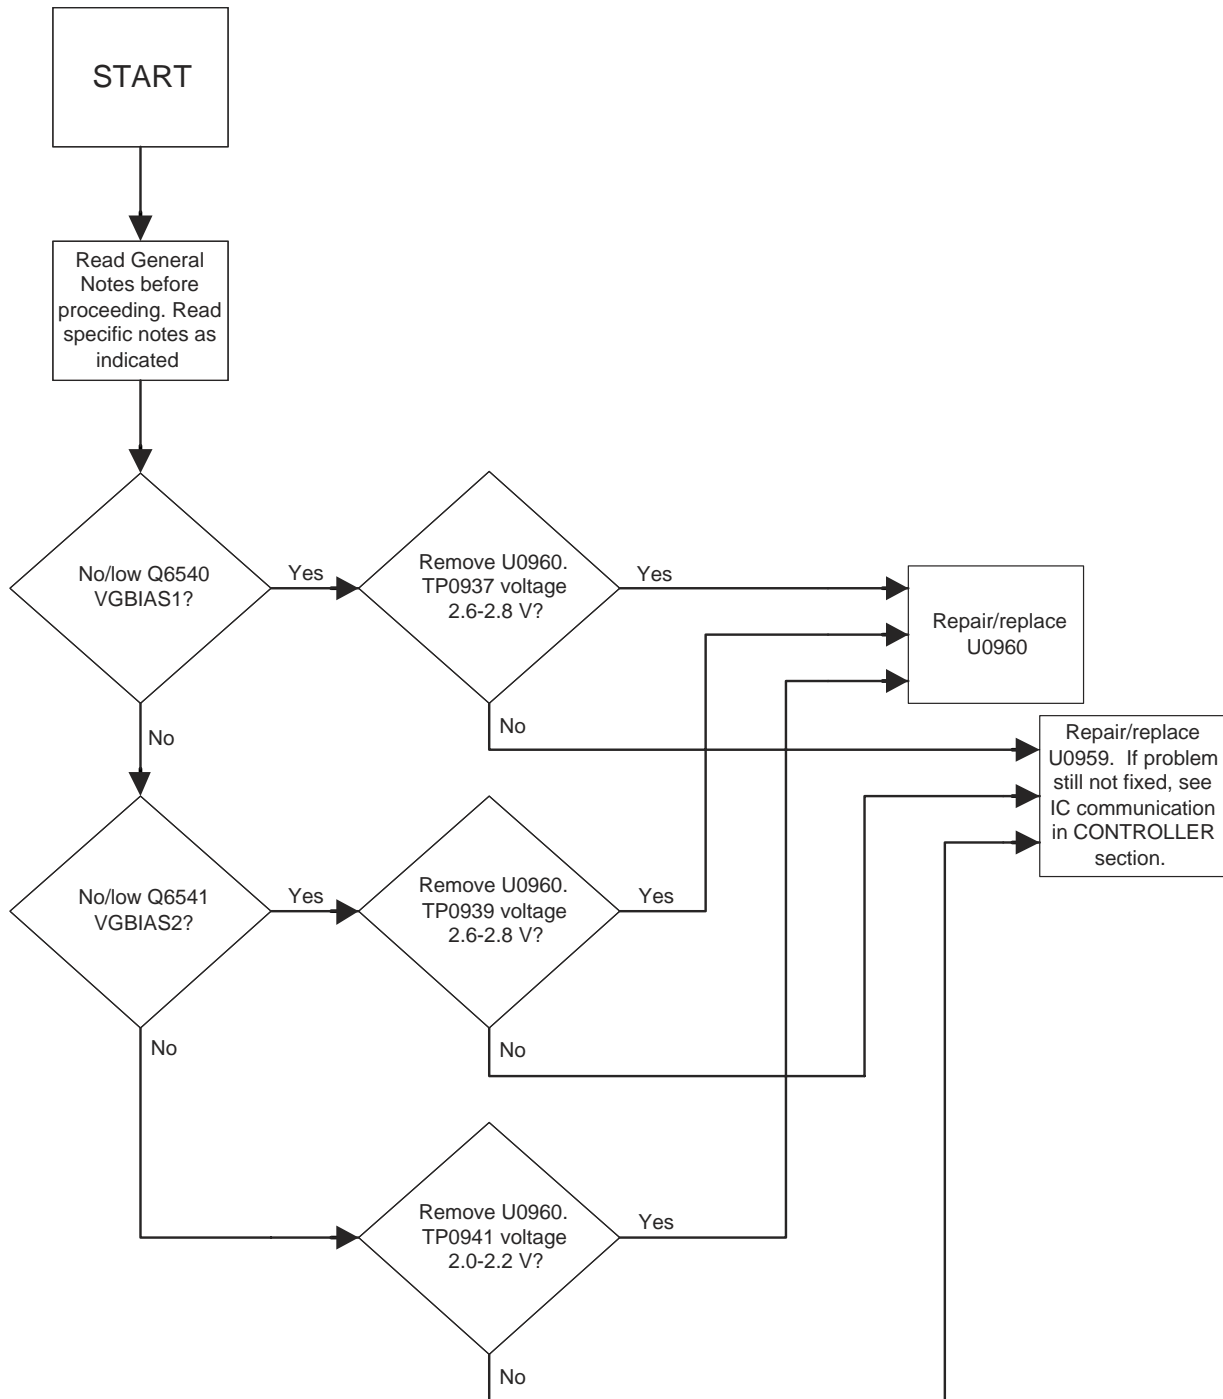 START
Read General
Notes before
proceeding. Read
specific notes as
indicated
No/low Q6540
VGBIAS1?
Yes
Remove U0960.
TP0937 voltage
2.6-2.8 V?
Yes
Repair/replace
U0960
No
No
Repair/replace
U0959. If problem
still not fixed, see
IC communication
in CONTROLLER
section.
No/low Q6541
VGBIAS2?
Yes
Remove U0960.
TP0939 voltage
2.6-2.8 V?
Yes
No
No
Remove U0960.
TP0941 voltage
2.0-2.2 V?
Yes
No